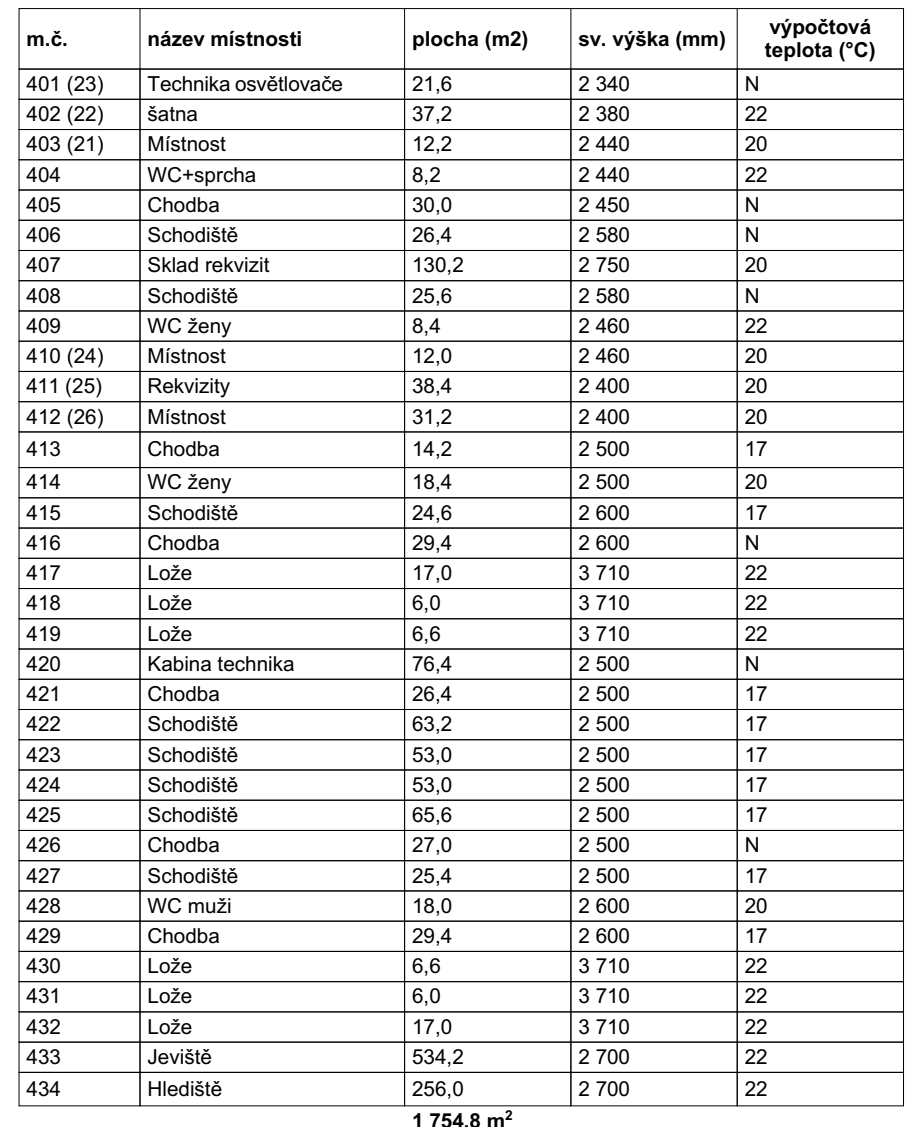 m.č. název místnosti plocha (m2) sv. výška (mm) výpočtová teplota (°C)
401 (23) Technika osvětlovače 21,6 2 340 N
402 (22) šatna 37,2 2 380 22
403 (21) Místnost 12,2 2 440 20
404 WC+sprcha 8,2 2 440 22
405 Chodba 30,0 2 450 N
406 Schodiště 26,4 2 580 N
407 Sklad rekvizit 130,2 2 750 20
408 Schodiště 25,6 2 580 N
409 WC ženy 8,4 2 460 22
410 (24) Místnost 12,0 2 460 20
411 (25) Rekvizity 38,4 2 400 20
412 (26) Místnost 31,2 2 400 20
413 Chodba 14,2 2 500 17
414 WC ženy 18,4 2 500 20
415 Schodiště 24,6 2 600 17
416 Chodba 29,4 2 600 N
417 Lože 17,0 3 710 22
418 Lože 6,0 3 710 22
419 Lože 6,6 3 710 22
420 Kabina technika 76,4 2 500 N
421 Chodba 26,4 2 500 17
422 Schodiště 63,2 2 500 17
423 Schodiště 53,0 2 500 17
424 Schodiště 53,0 2 500 17
425 Schodiště 65,6 2 500 17
426 Chodba 27,0 2 500 N
427 Schodiště 25,4 2 500 17
428 WC muži 18,0 2 600 20
429 Chodba 29,4 2 600 17
430 Lože 6,6 3 710 22
431 Lože 6,0 3 710 22
432 Lože 17,0 3 710 22
433 Jeviště 534,2 2 700 22
434 Hlediště 256,0 2 700 22
1 754,8 m²